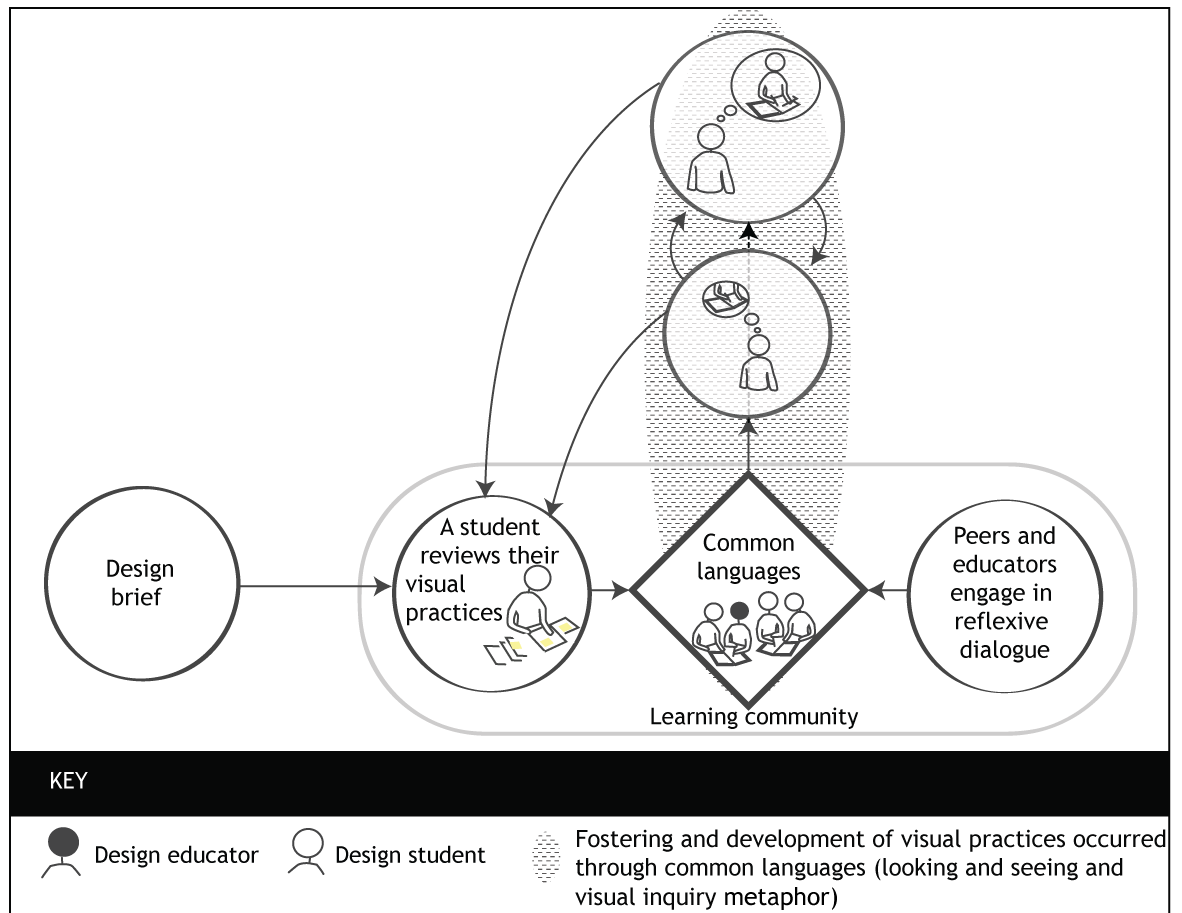 Design
brief
A student
reviews their
visual
practices
Common
languages
Peers and
educators
engage in
reflexive
dialogue
Learning community
KEY
Design educator
Design student
Fostering and development of visual practices occurred
through common languages (looking and seeing and
visual inquiry metaphor)